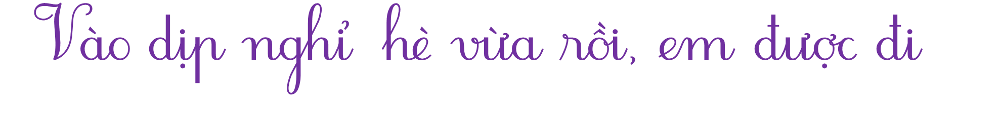 Vào dịp nghỉ hè vừa rồi, em được đi